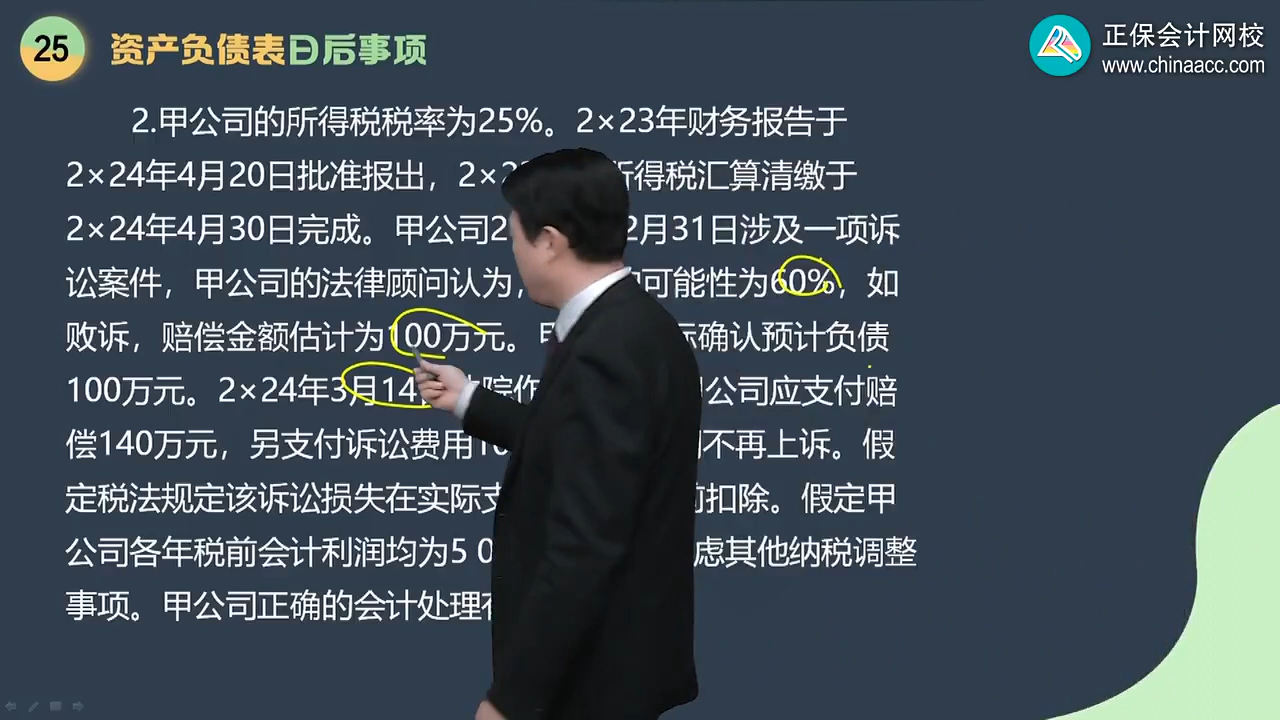 25 资产负债表日后事项
正保会计网校
www.chinaacc.com
2.甲公司的所得税税率为25%。2×23年财务报告于
2×24年4月20日批准报出，2×2 所得税汇算清缴于
2×24年4月30日完成。甲公司2 2月31日涉及一项诉
讼案件，甲公司的法律顾问认为， 可能性为60%，如
败诉，赔偿金额估计为100万元。 确认预计负债
100万元。2×24年3月14 院作 公司应支付赔
偿140万元，另支付诉讼费用10 不再上诉。假
定税法规定该诉讼损失在实际支 前扣除。假定甲
公司各年税前会计利润均为5 0 虑其他纳税调整
事项。甲公司正确的会计处理有